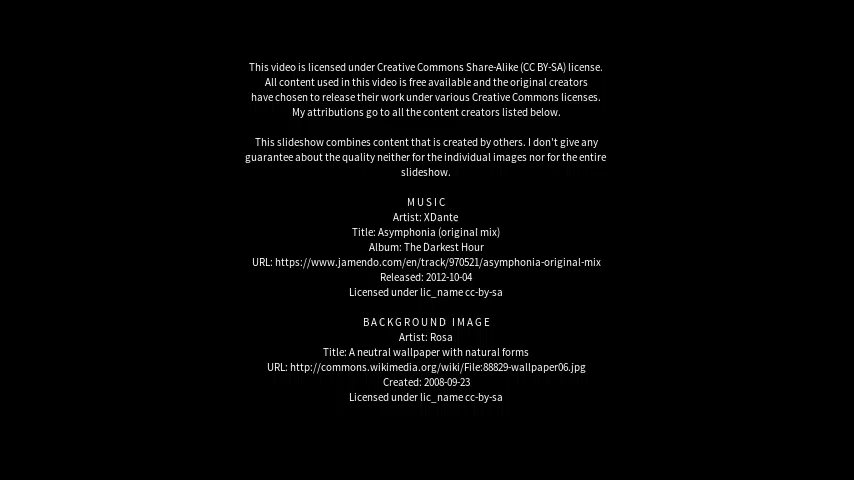 This video is licensed under Creative Commons Share-Alike (CC BY-SA) license.
All content used in this video is free available and the original creators
have chosen to release their work under various Creative Commons licenses.
My attributions go to all the content creators listed below.
This slideshow combines content that is created by others. I don't give any
guarantee about the quality neither for the individual images nor for the entire
slideshow.
MUSIC
Artist: XDante
Title: Asymphonia (original mix)
Album: The Darkest Hour
URL: https://www.jamendo.com/en/track/970521/asymphonia-original-mix
Released: 2012-10-04
Licensed under lic_name cc-by-sa
BACKGROUND IMAGE
Artist: Rosa
Title: A neutral wallpaper with natural forms
URL: http://commons.wikimedia.org/wiki/File:88829-wallpaper06.jpg
Created: 2008-09-23
Licensed under lic_name cc-by-sa